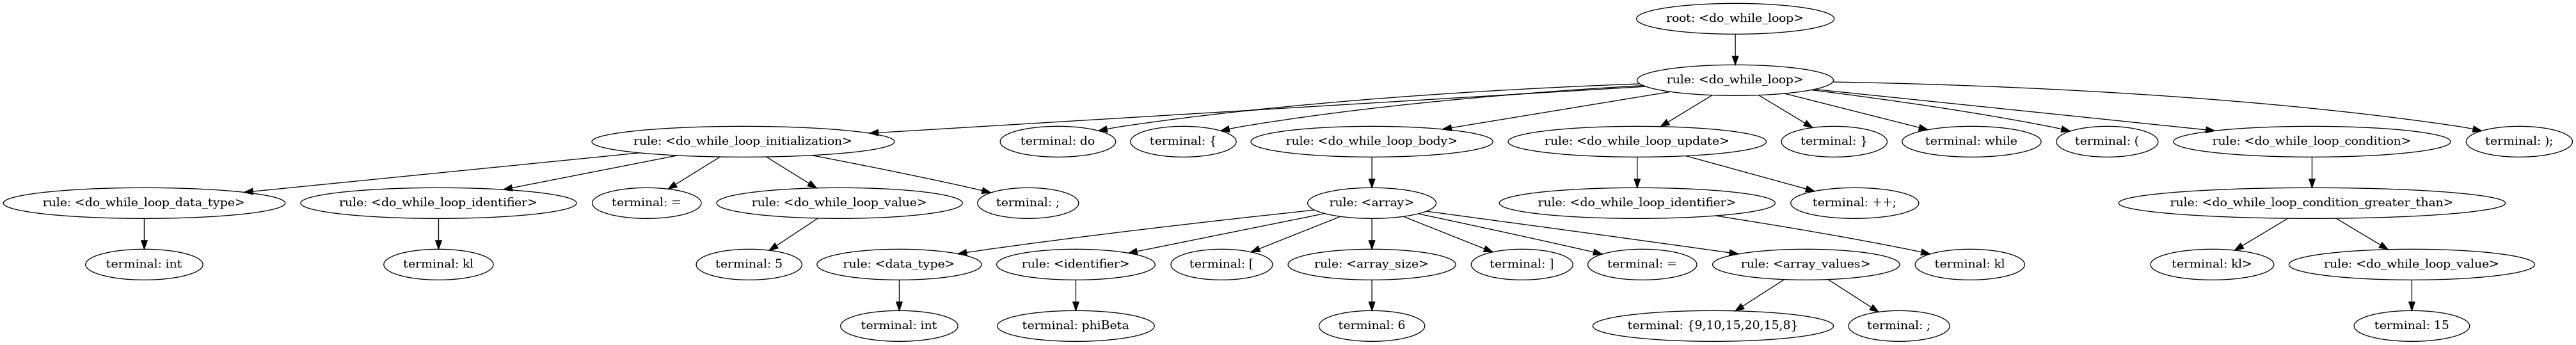 root: <do_while_loop>
rule: <do_while_loop>
rule: <do_while_loop_initialization>
terminal: do
terminal: {
rule: <do_while_loop_body>
rule: <do_while_loop_update>
terminal: }
terminal: while
terminal: (
rule: <do_while_loop_condition>
terminal: );
rule: <do_while_loop_data_type>
rule: <do_while_loop_identifier>
terminal: =
rule: <do_while_loop_value>
terminal: ;
rule: <array>
rule: <do_while_loop_identifier>
terminal: ++;
rule: <do_while_loop_condition_greater_than>
terminal: int
terminal: kl
terminal: 5
rule: <data_type>
rule: <identifier>
terminal: [
rule: <array_size>
terminal: ]
terminal: =
rule: <array_values>
terminal: kl
terminal: kl>
rule: <do_while_loop_value>
terminal: int
terminal: phiBeta
terminal: 6
terminal: {9,10,15,20,15,8}
terminal: ;
terminal: 15